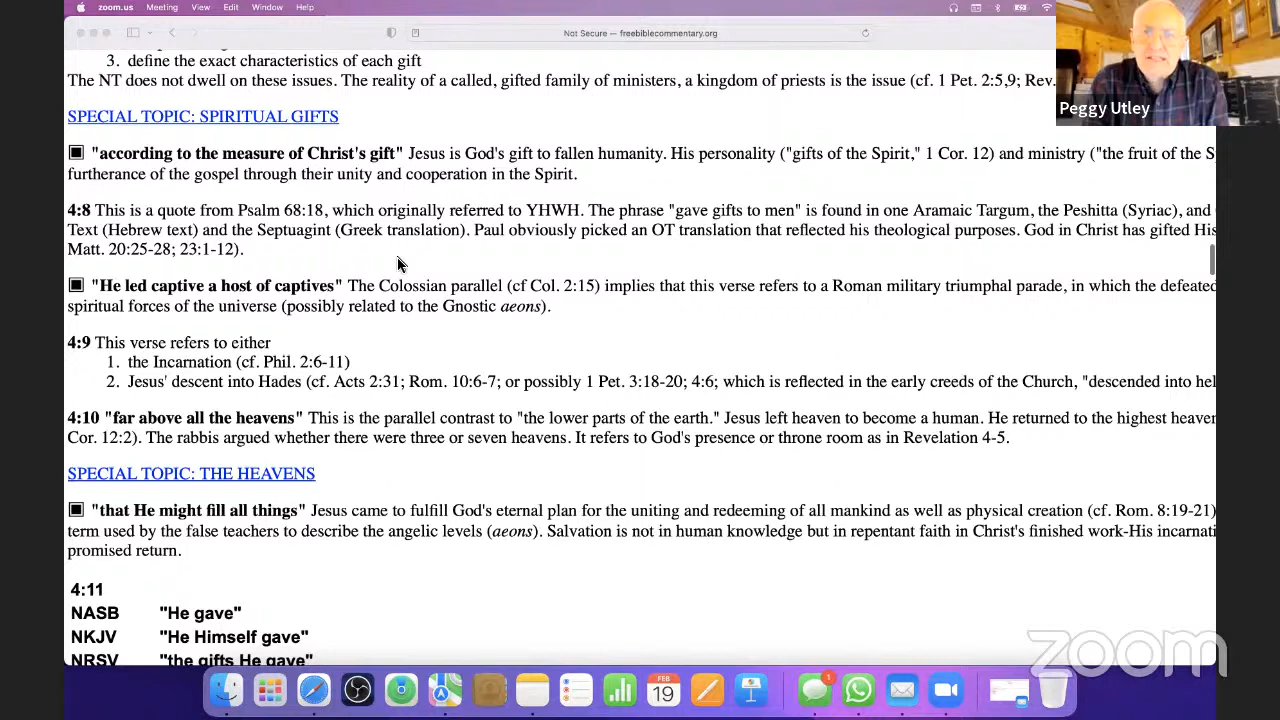 zoom.us Meeting View Edit Window Help
Not Secure — freebiblecommentary.org
3. define the exact characteristics of each gift
The NT does not dwell on these issues. The reality of a called, gifted family of ministers, a kingdom of priests is the issue (cf. 1 Pet. 2:5,9; Rev.
Peggy Utley
SPECIAL TOPIC: SPIRITUAL GIFTS
"according to the measure of Christ's gift" Jesus is God's gift to fallen humanity. His personality ("gifts of the Spirit," 1 Cor. 12) and ministry ("the fruit of the S
furtherance of the gospel through their unity and cooperation in the Spirit.
4:8 This is a quote from Psalm 68:18, which originally referred to YHWH. The phrase "gave gifts to men" is found in one Aramaic Targum, the Peshitta (Syriac), and
Text (Hebrew text) and the Septuagint (Greek translation). Paul obviously picked an OT translation that reflected his theological purposes. God in Christ has gifted His
Matt. 20:25-28; 23:1-12).
"He led captive a host of captives" The Colossian parallel (cf Col. 2:15) implies that this verse refers to a Roman military triumphal parade, in which the defeated
spiritual forces of the universe (possibly related to the Gnostic aeons).
4:9 This verse refers to either
1. the Incarnation (cf. Phil. 2:6-11)
2. Jesus' descent into Hades (cf. Acts 2:31; Rom. 10:6-7; or possibly 1 Pet. 3:18-20; 4:6; which is reflected in the early creeds of the Church, "descended into hel
4:10 "far above all the heavens" This is the parallel contrast to "the lower parts of the earth." Jesus left heaven to become a human. He returned to the highest heaven
Cor. 12:2). The rabbis argued whether there were three or seven heavens. It refers to God's presence or throne room as in Revelation 4-5.
SPECIAL TOPIC: THE HEAVENS
"that He might fill all things" Jesus came to fulfill God's eternal plan for the uniting and redeeming of all mankind as well as physical creation (cf. Rom. 8:19-21)
term used by the false teachers to describe the angelic levels (aeons). Salvation is not in human knowledge but in repentant faith in Christ's finished work-His incarnati
promised return.
4:11
NASB "He gave"
NKJV "He Himself gave"
NRSV "the gifts He gave"
zoom
FEB
19
1